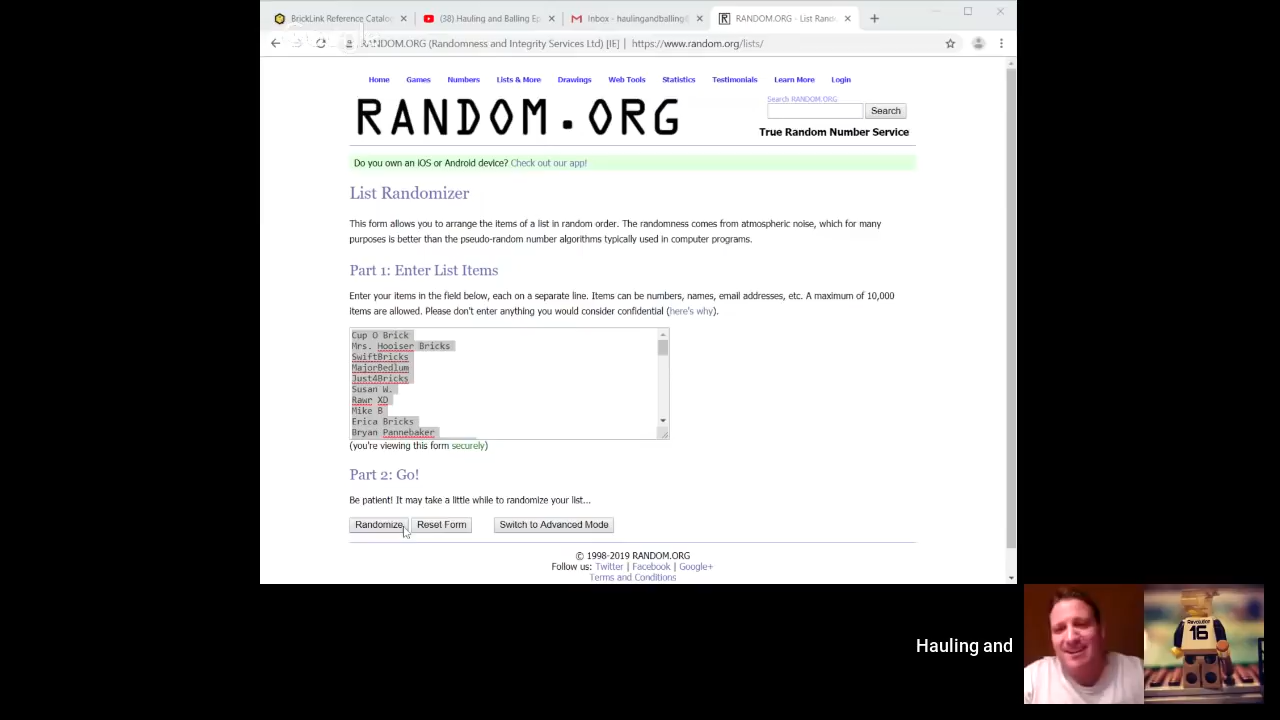 BrickLink Reference Catalo
(38) Hauling and Balling Ep
Inbox - haulingandballing@
RANDOM.ORG - List Rando
RANDOM.ORG (Randomness and Integrity Services Ltd) [IE] | https://www.random.org/lists/
Home Games Numbers Lists & More Drawings Web Tools Statistics Testimonials Learn More Login
RANDOM.ORG
Search RANDOM.ORG
Search
True Random Number Service
Do you own an iOS or Android device? Check out our app!
List Randomizer
This form allows you to arrange the items of a list in random order. The randomness comes from atmospheric noise, which for many
purposes is better than the pseudo-random number algorithms typically used in computer programs.
Part 1: Enter List Items
Enter your items in the field below, each on a separate line. Items can be numbers, names, email addresses, etc. A maximum of 10,000
items are allowed. Please don't enter anything you would consider confidential (here's why).
Cup O Brick
Mrs. Hooiser Bricks
SwiftBricks
MajorBedlum
Just4Bricks
Susan W.
Rawr XD
Mike B
Erica Bricks
Bryan Pannebaker
(you're viewing this form securely)
Part 2: Go!
Be patient! It may take a little while to randomize your list...
Randomize Reset Form Switch to Advanced Mode
© 1998-2019 RANDOM.ORG
Follow us: Twitter | Facebook | Google+
Terms and Conditions
Hauling and
Revolution
16